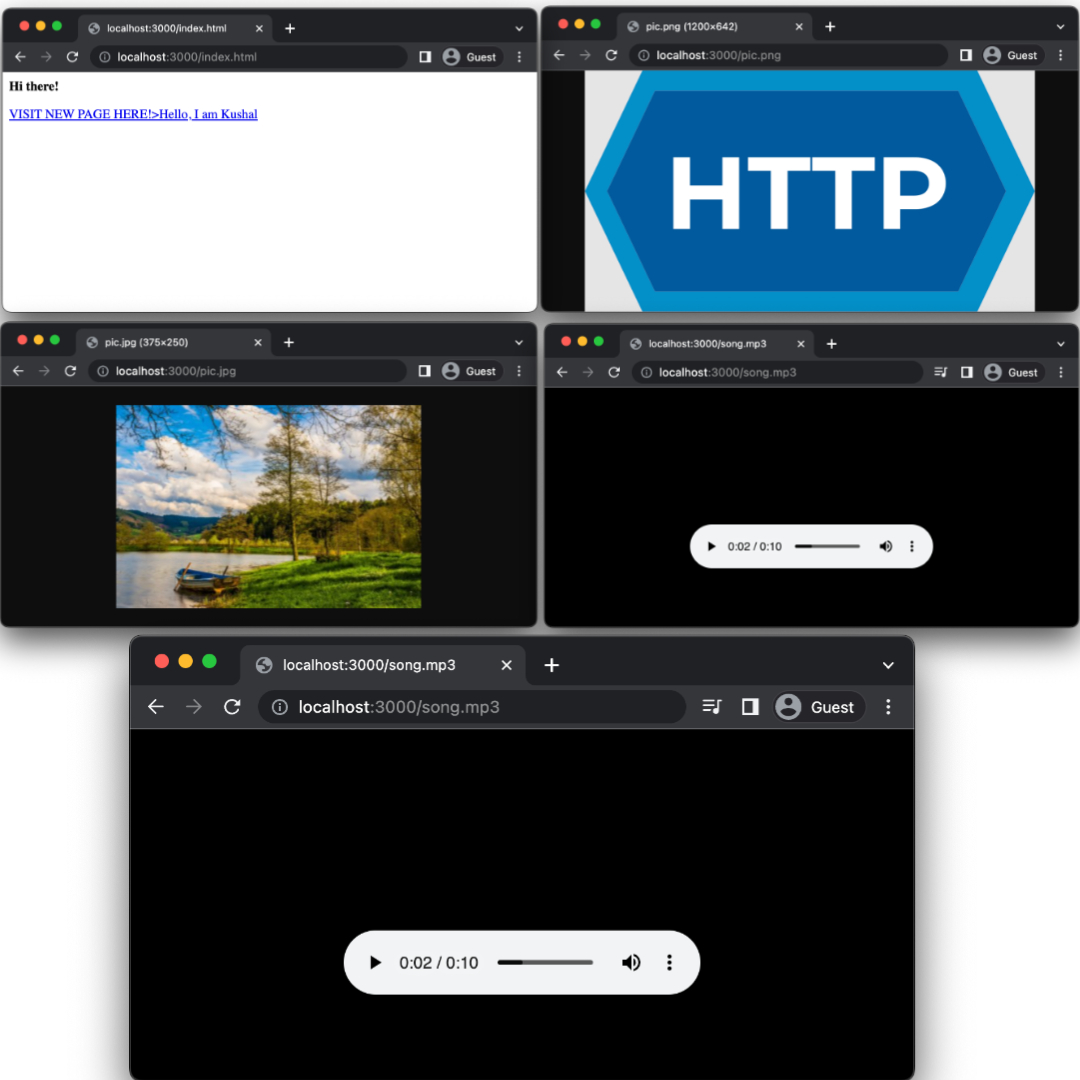 localhost:3000/index.html
localhost:3000/index.html
Guest
Hi there!
VISIT NEW PAGE HERE!>Hello, I am Kushal
pic.png (1200×642)
localhost:3000/pic.png
Guest
HTTP
pic.jpg (375×250)
localhost:3000/pic.jpg
Guest
localhost:3000/song.mp3
localhost:3000/song.mp3
Guest
0:02 / 0:10
localhost:3000/song.mp3
localhost:3000/song.mp3
Guest
0:02 / 0:10